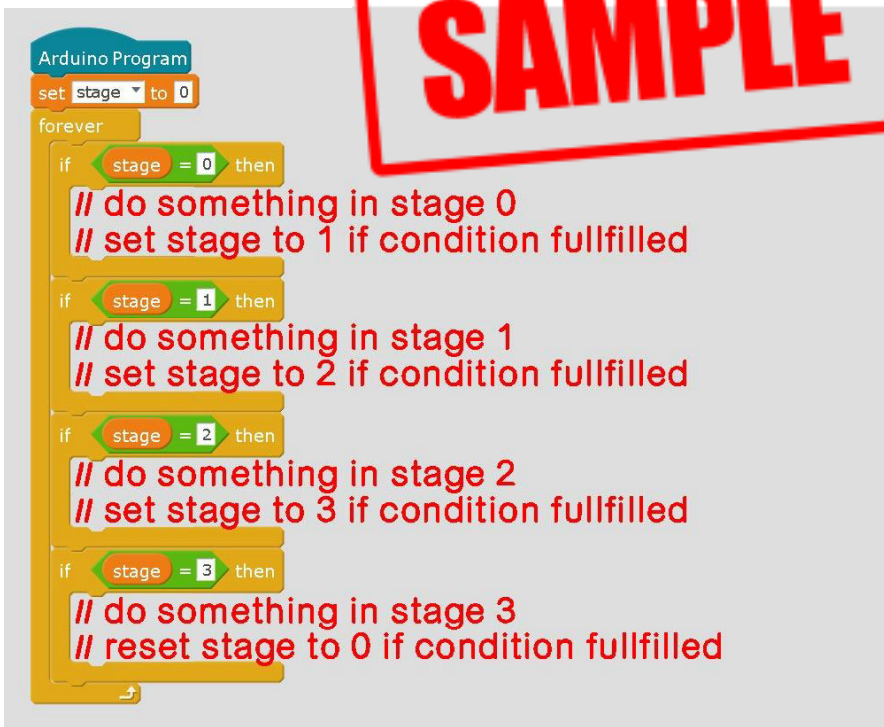 SAMPLE
Arduino Program
set stage to 0
forever
if stage = 0 then
// do something in stage 0
// set stage to 1 if condition fullfilled
if stage = 1 then
// do something in stage 1
// set stage to 2 if condition fullfilled
if stage = 2 then
// do something in stage 2
// set stage to 3 if condition fullfilled
if stage = 3 then
// do something in stage 3
// reset stage to 0 if condition fullfilled